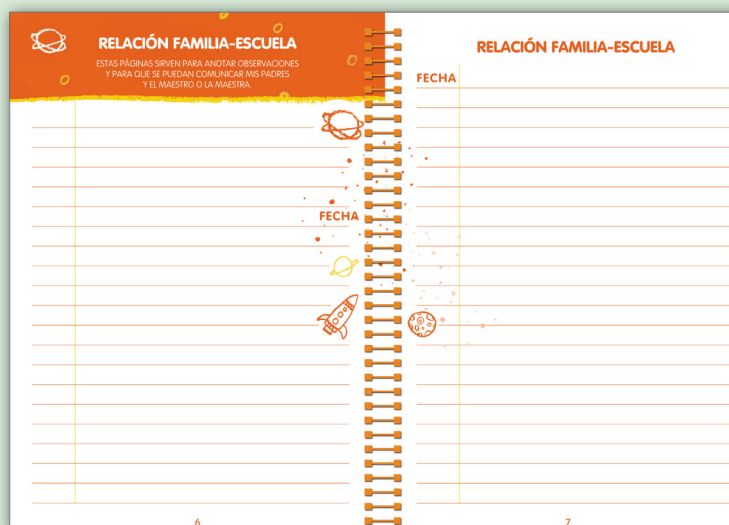 RELACIÓN FAMILIA-ESCUELA
ESTAS PÁGINAS SIRVEN PARA ANOTAR OBSERVACIONES
Y PARA QUE SE PUEDAN COMUNICAR MIS PADRES
Y EL MAESTRO O LA MAESTRA.
FECHA
6
RELACIÓN FAMILIA-ESCUELA
FECHA
7